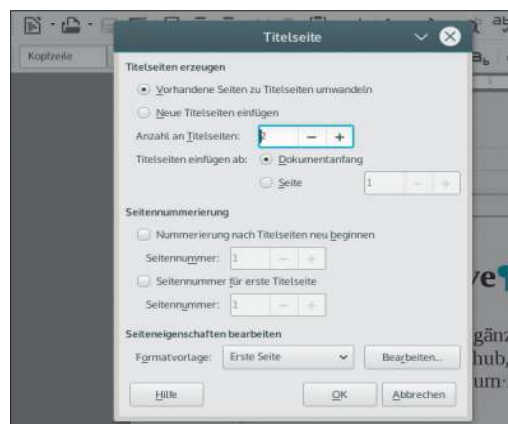 Titelseite
Kopfzeile
Titelseiten erzeugen
Vorhandene Seiten zu Titelseiten umwandeln
Neue Titelseiten einfügen
Anzahl an Titelseiten: 2
Titelseiten einfügen ab: Dokumentanfang
Seite 1
Seitennummerierung
Nummerierung nach Titelseiten neu beginnen
Seitennummer: 1
Seitennummer für erste Titelseite
Seitennummer: 1
Seiteneigenschaften bearbeiten
Formatvorlage: Erste Seite Bearbeiten...
Hilfe OK Abbrechen
ve¶
gänz
hub,
um